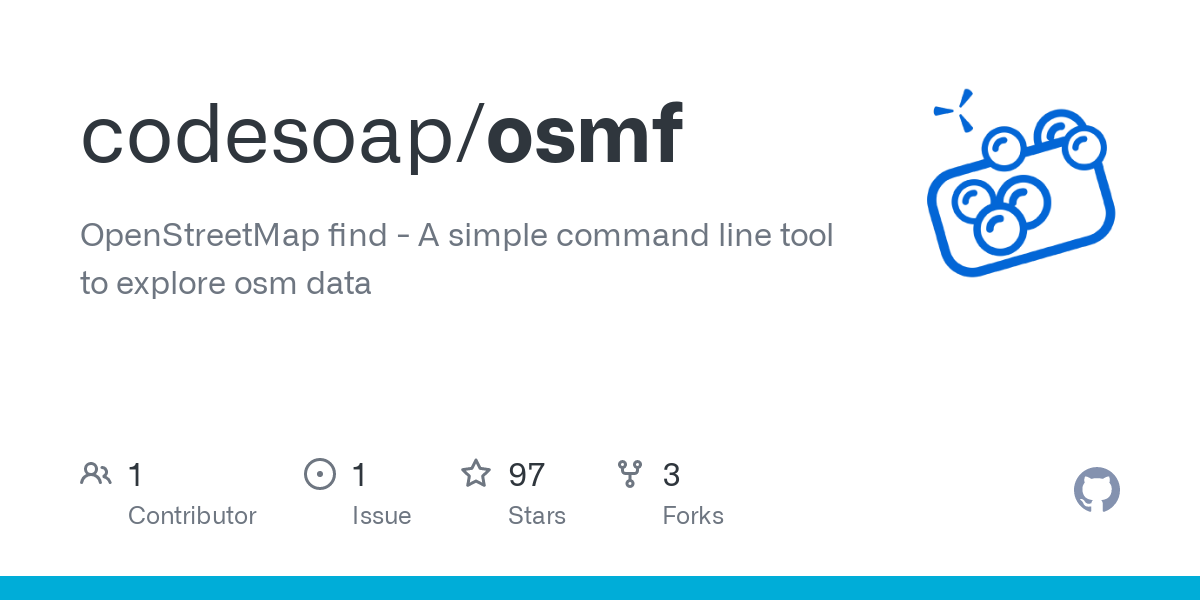 codesoap/osmf
OpenStreetMap find - A simple command line tool
to explore osm data
1
Contributor
1
Issue
97
Stars
3
Forks